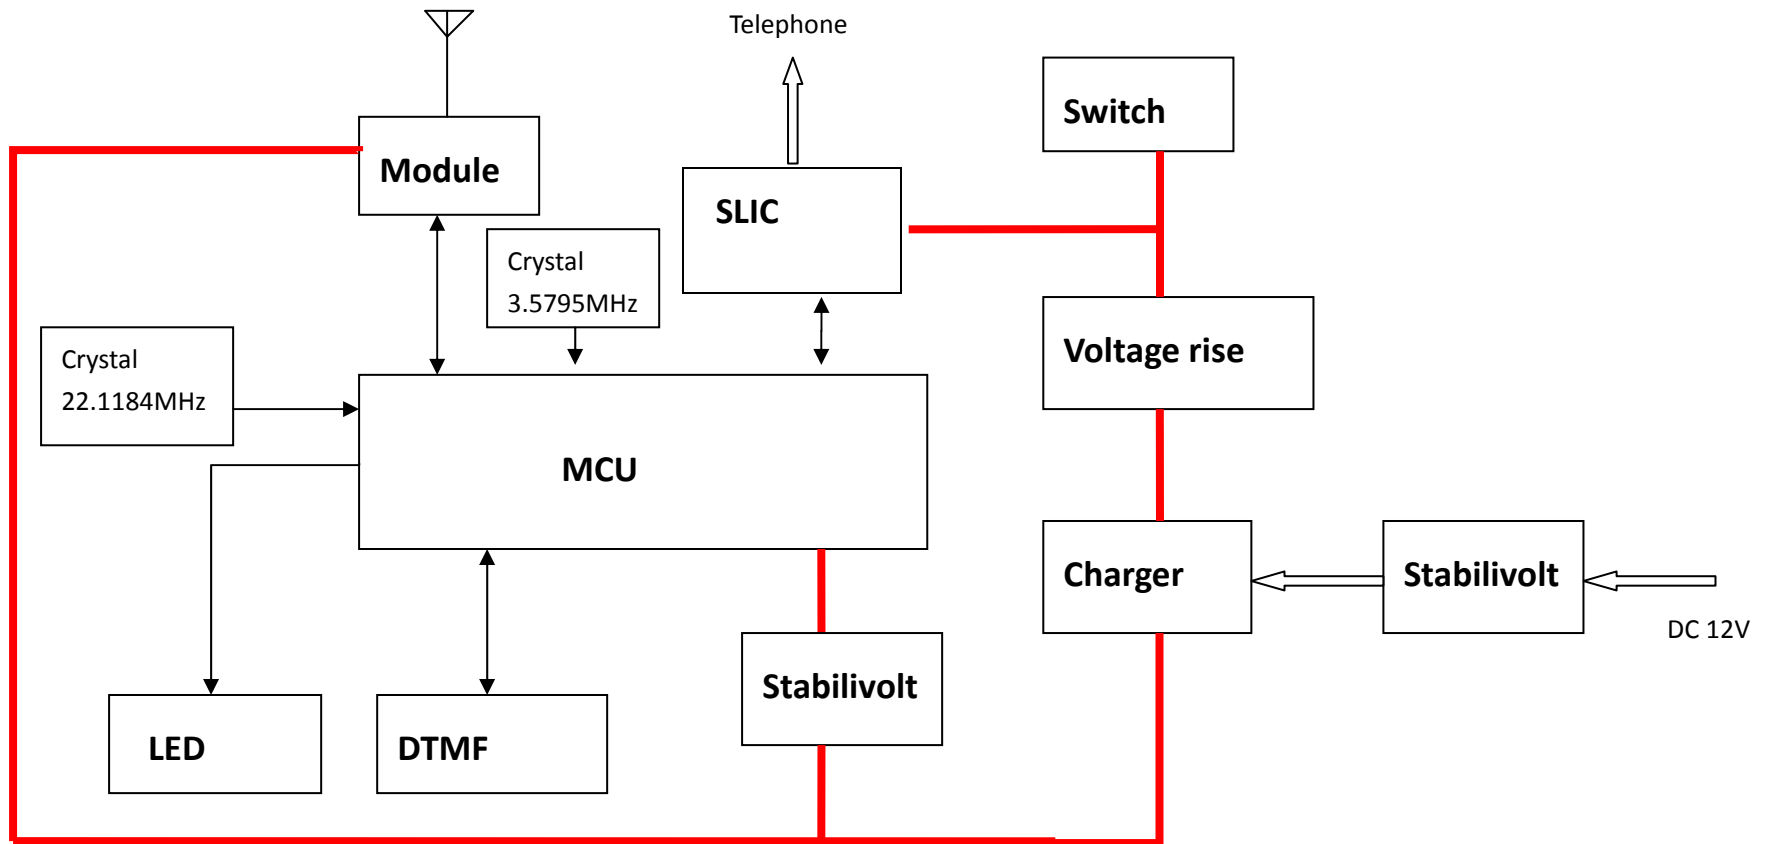 Telephone
Switch
Module
SLIC
Crystal
3.5795MHz
Crystal
22.1184MHz
Voltage rise
MCU
Charger
Stabilivolt
DC 12V
Stabilivolt
LED
DTMF